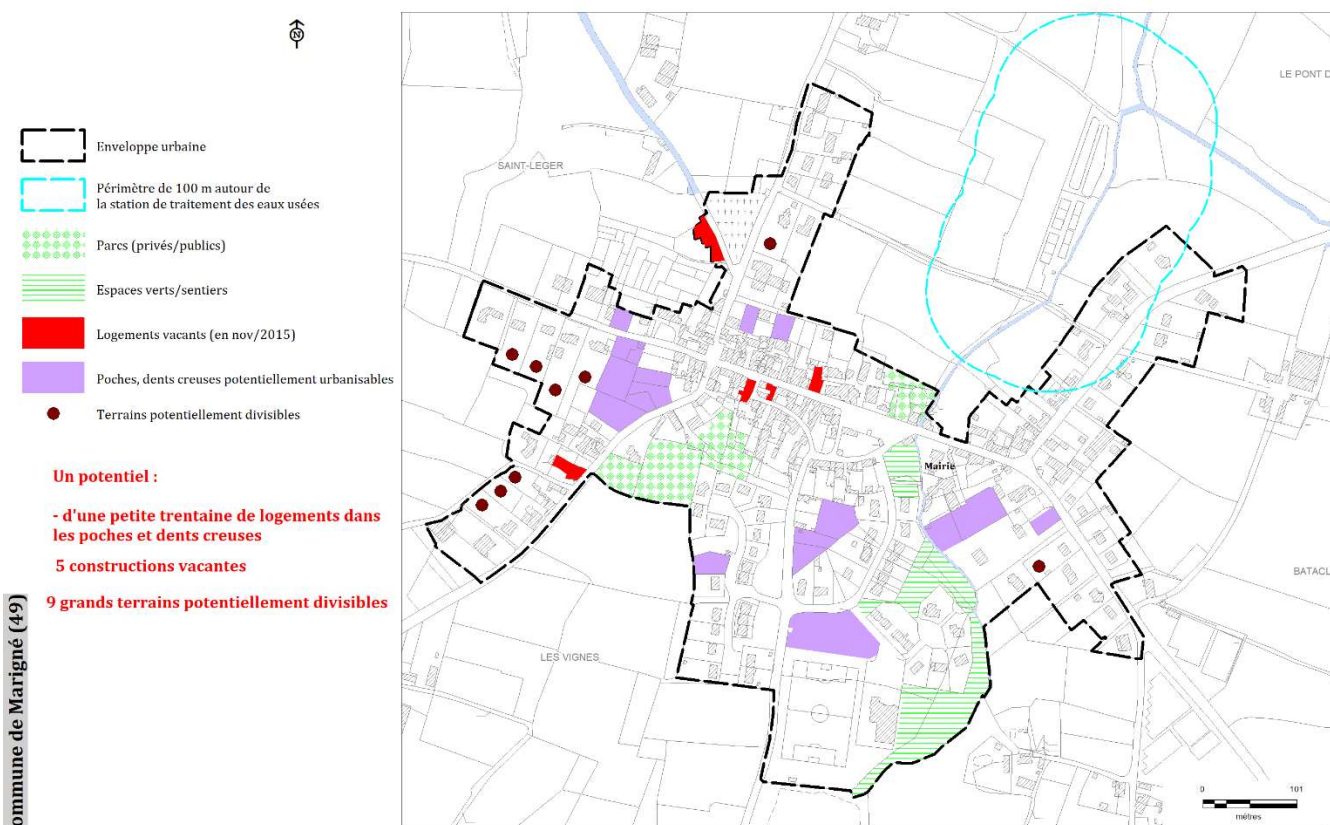 N
Enveloppe urbaine
Périmètre de 100 m autour de
la station de traitement des eaux usées
Parcs (privés/publics)
Espaces verts/sentiers
Logements vacants (en nov/2015)
Poches, dents creuses potentiellement urbanisables
Terrains potentiellement divisibles
Un potentiel :
- d'une petite trentaine de logements dans
les poches et dents creuses
5 constructions vacantes
9 grands terrains potentiellement divisibles
ommune de Marigné (49)
LE PONT D
SAINT-LEGER
Mairie
BATACL
LES VIGNES
0 101
mètres